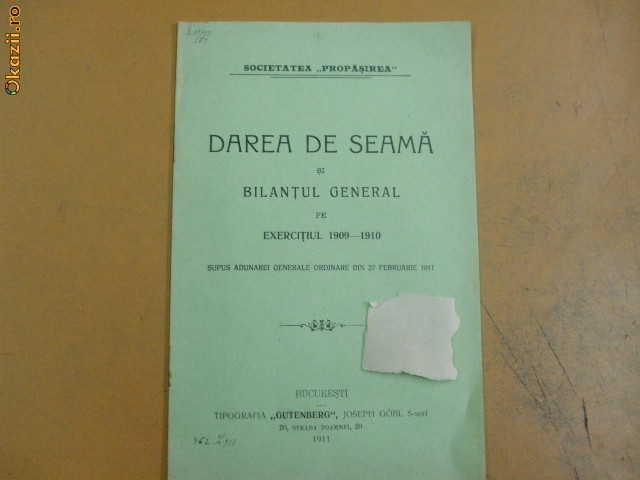 Okazii.ro
SOCIETATEA „PROPĂȘIREA“
DAREA DE SEAMĂ
ȘI
BILANȚUL GENERAL
PE
EXERCIȚIUL 1909—1910
SUPUS ADUNAREI GENERALE ORDINARE DIN 27 FEBRUARIE 1911
BUCUREȘTI
TIPOGRAFIA „GUTENBERG“, JOSEPH GÖBL S-sori
20, STRADA DOAMNEI, 20
1911